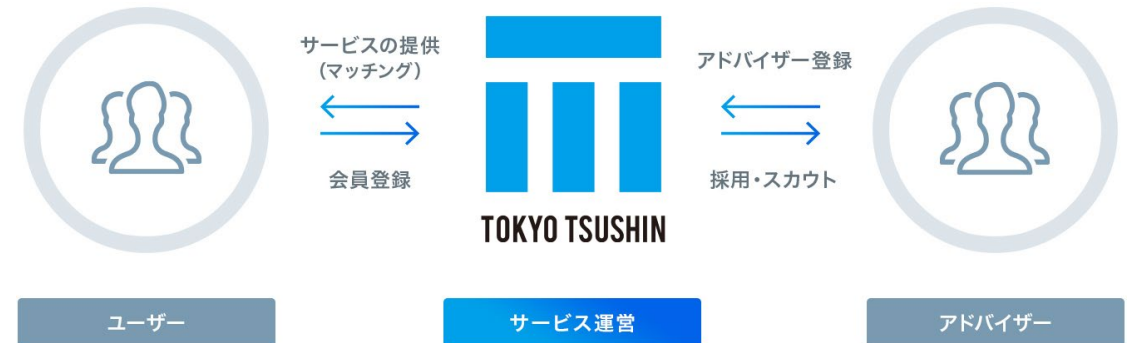 サービスの提供
(マッチング)
会員登録
TOKYO TSUSHIN
アドバイザー登録
採用・スカウト
ユーザー
サービス運営
アドバイザー